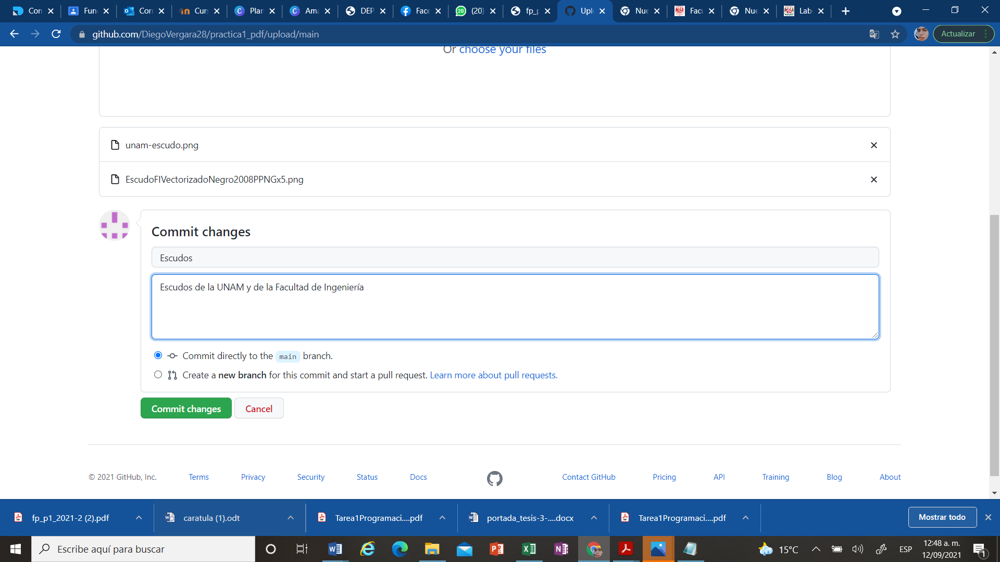 Con
Fun
Corr
Curs
Plan
Ama
DEP.
Face
(20)
fp_p
Upl
Nue
Facu
Nue
Lab
github.com/DiegoVergara28/practica1_pdf/upload/main
Actualizar
Or choose your files
unam-escudo.png
EscudoFIVectorizadoNegro2008PPNGx5.png
Commit changes
Escudos
Escudos de la UNAM y de la Facultad de Ingeniería
Commit directly to the main branch.
Create a new branch for this commit and start a pull request. Learn more about pull requests.
Commit changes
Cancel
© 2021 GitHub, Inc.
Terms
Privacy
Security
Status
Docs
Contact GitHub
Pricing
API
Training
Blog
About
fp_p1_2021-2 (2).pdf
caratula (1).odt
Tarea1Programaci....pdf
portada_tesis-3-....docx
Tarea1Programaci....pdf
Mostrar todo
Escribe aquí para buscar
15°C
ESP
12:48 a. m.
12/09/2021
1